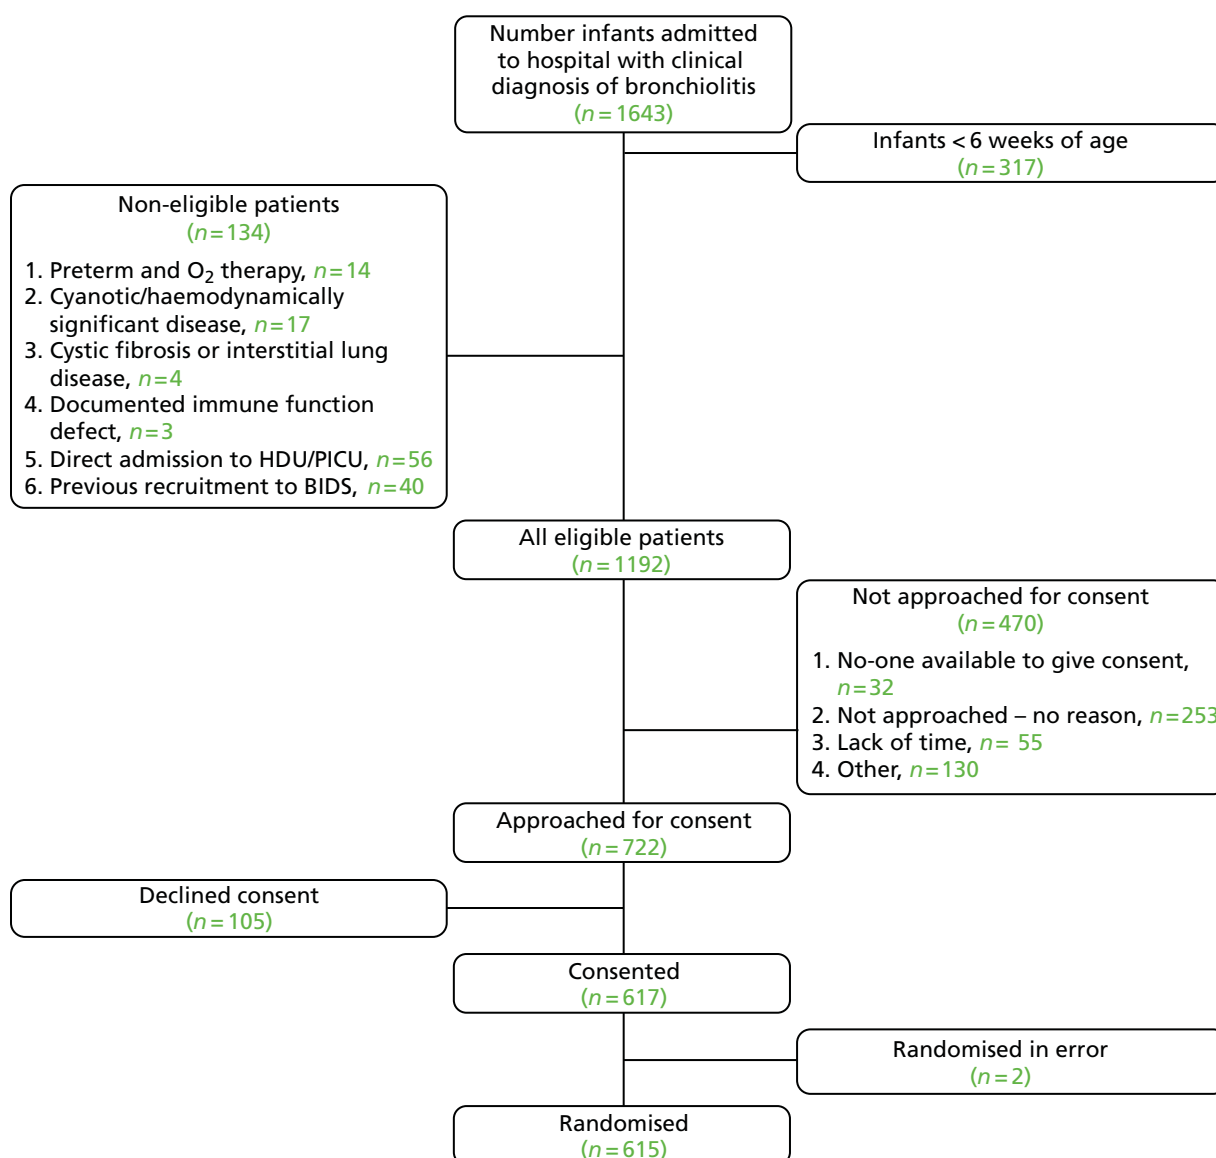 Number infants admitted
to hospital with clinical
diagnosis of bronchiolitis
(n = 1643)
Infants < 6 weeks of age
(n = 317)
Non-eligible patients
(n = 134)
1. Preterm and O₂ therapy, n = 14
2. Cyanotic/haemodynamically
significant disease, n = 17
3. Cystic fibrosis or interstitial lung
disease, n = 4
4. Documented immune function
defect, n = 3
5. Direct admission to HDU/PICU, n = 56
6. Previous recruitment to BIDS, n = 40
All eligible patients
(n = 1192)
Not approached for consent
(n = 470)
1. No-one available to give consent,
n = 32
2. Not approached – no reason, n = 253
3. Lack of time, n = 55
4. Other, n = 130
Approached for consent
(n = 722)
Declined consent
(n = 105)
Consented
(n = 617)
Randomised in error
(n = 2)
Randomised
(n = 615)